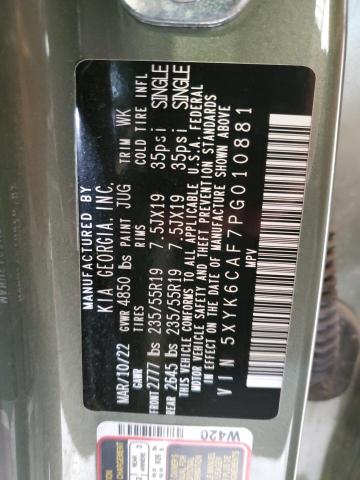 MANUFACTURED BY
KIA GEORGIA, INC.
MAR/10/22 GVWR 4850 lbs PAINT JUG TRIM WK
GAWR TIRES RIMS COLD TIRE INFL
FRONT 2777 lbs 235/55R19 7.5JX19 35psi SINGLE
REAR 2645 lbs 235/55R19 7.5JX19 35psi SINGLE
THIS VEHICLE CONFORMS TO ALL APPLICABLE U.S.A. FEDERAL
MOTOR VEHICLE SAFETY AND THEFT PREVENTION STANDARDS
IN EFFECT ON THE DATE OF MANUFACTURE SHOWN ABOVE.
VIN 5XYK6CAF7PG010881
MPV
W420